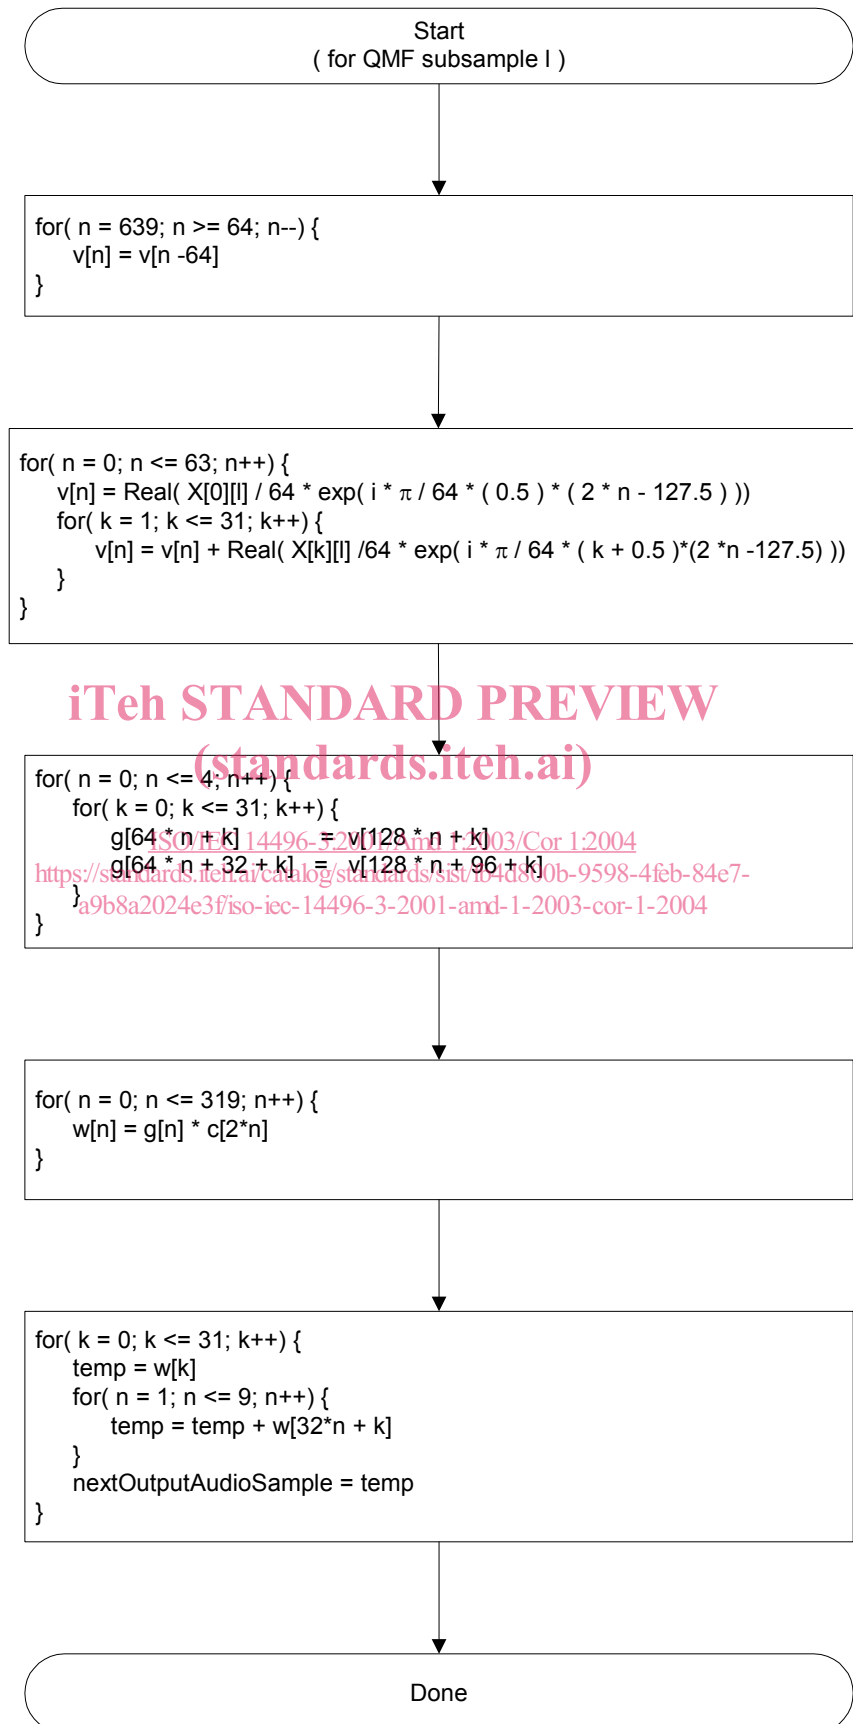 Start
( for QMF subsample l )
for( n = 639; n >= 64; n--) {
v[n] = v[n -64]
}
for( n = 0; n <= 63; n++) {
v[n] = Real( X[0][l] / 64 * exp( i * π / 64 * ( 0.5 ) * ( 2 * n - 127.5 ) ))
for( k = 1; k <= 31; k++) {
v[n] = v[n] + Real( X[k][l] /64 * exp( i * π / 64 * ( k + 0.5 )*(2 *n -127.5) ))
}
}
iTeh STANDARD PREVIEW
(standards.iteh.ai)
for( n = 0; n <= 4; n++) {
for( k = 0; k <= 31; k++) {
g[64 * n + k] = v[128 * n + k]
ISO/IEC 14496-3:2001/Amd 1:2003/Cor 1:2004
g[64 * n + 32 + k] = v[128 * n + 96 + k]
https://standards.iteh.ai/catalog/standards/sist/fb4d800b-9598-4feb-84e7-
}
a9b8a2024e3f/iso-iec-14496-3-2001-amd-1-2003-cor-1-2004
}
for( n = 0; n <= 319; n++) {
w[n] = g[n] * c[2*n]
}
for( k = 0; k <= 31; k++) {
temp = w[k]
for( n = 1; n <= 9; n++) {
temp = temp + w[32*n + k]
}
nextOutputAudioSample = temp
}
Done